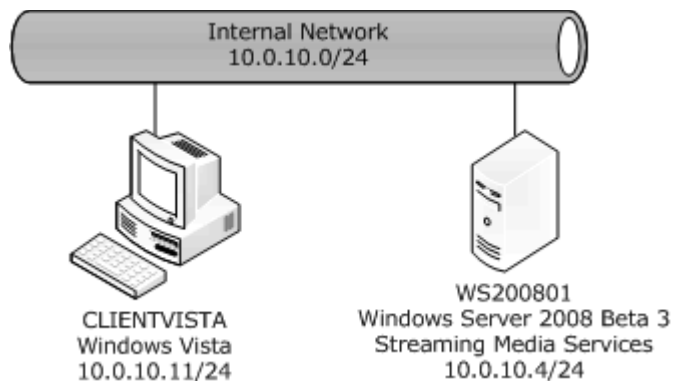 Internal Network
10.0.10.0/24
CLIENTVISTA
Windows Vista
10.0.10.11/24
WS200801
Windows Server 2008 Beta 3
Streaming Media Services
10.0.10.4/24